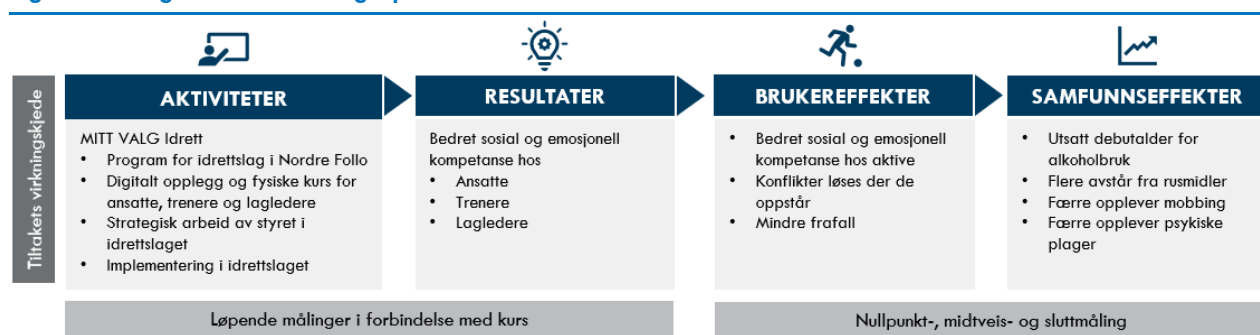 Tiltakets virkningskjede
AKTIVITETER
MITT VALG Idrett
• Program for idrettslag i Nordre Follo
• Digitalt opplegg og fysiske kurs for
ansatte, trenere og lagledere
• Strategisk arbeid av styret i
idrettslaget
• Implementering i idrettslaget
RESULTATER
Bedret sosial og emosjonell
kompetanse hos
• Ansatte
• Trenere
• Lagledere
BRUKEREFFEKTER
• Bedret sosial og emosjonell
kompetanse hos aktive
• Konflikter løses der de
oppstår
• Mindre frafall
SAMFUNNSEFFEKTER
• Utsatt debutalder for
alkoholbruk
• Flere avstår fra rusmidler
• Færre opplever mobbing
• Færre opplever psykiske
plager
Løpende målinger i forbindelse med kurs
Nullpunkt-, midtveis- og sluttmåling